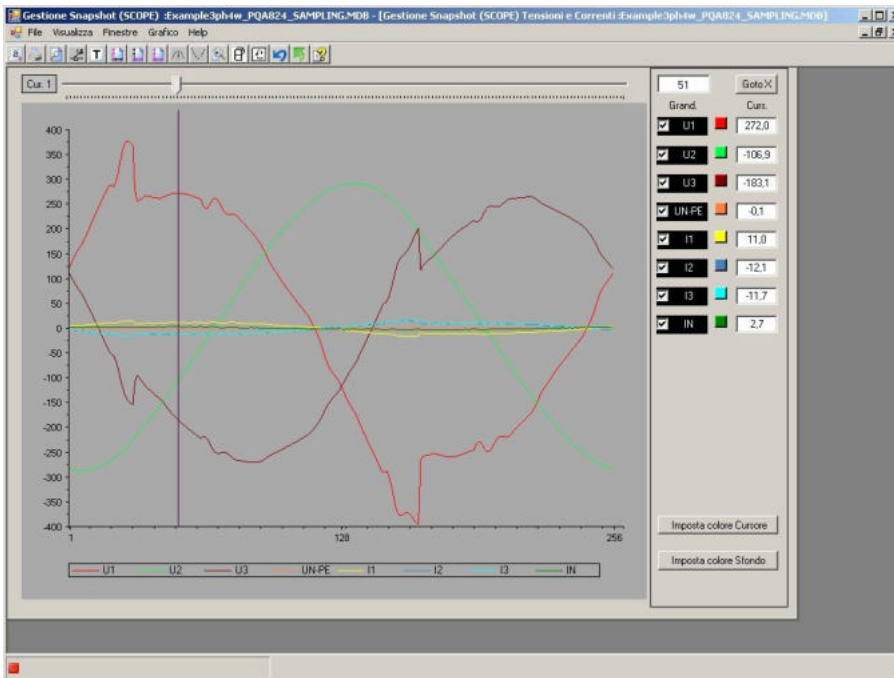 Gestione Snapshot (SCOPE) :Example3ph4w_PQA824_SAMPLING.MDB - [Gestione Snapshot (SCOPE) Tensioni e Correnti :Example3ph4w_PQA824_SAMPLING.MDB]
File Visualizza Finestre Grafico Help
T
Cur. 1
51 Goto X
Grand. Curs.
U1 272,0
U2 -106,9
U3 -183,1
UN-PE -0,1
I1 11,0
I2 -12,1
I3 -11,7
IN 2,7
400
350
300
250
200
150
100
50
0
-50
-100
-150
-200
-250
-300
-350
-400
1 128 256
U1 U2 U3 UN-PE I1 I2 I3 IN
Imposta colore Cursore
Imposta colore Sfondo